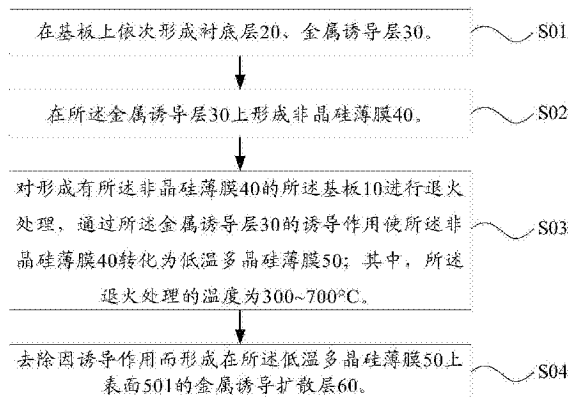 在基板上依次形成衬底层20、金属诱导层30。
S01
在所述金属诱导层30上形成非晶硅薄膜40。
S02
对形成有所述非晶硅薄膜40的所述基板10进行退火
处理，通过所述金属诱导层30的诱导作用使所述非
晶硅薄膜40转化为低温多晶硅薄膜50；其中，所述
退火处理的温度为300~700°C。
S03
去除因诱导作用而形成在所述低温多晶硅薄膜50上
表面501的金属诱导扩散层60。
S04